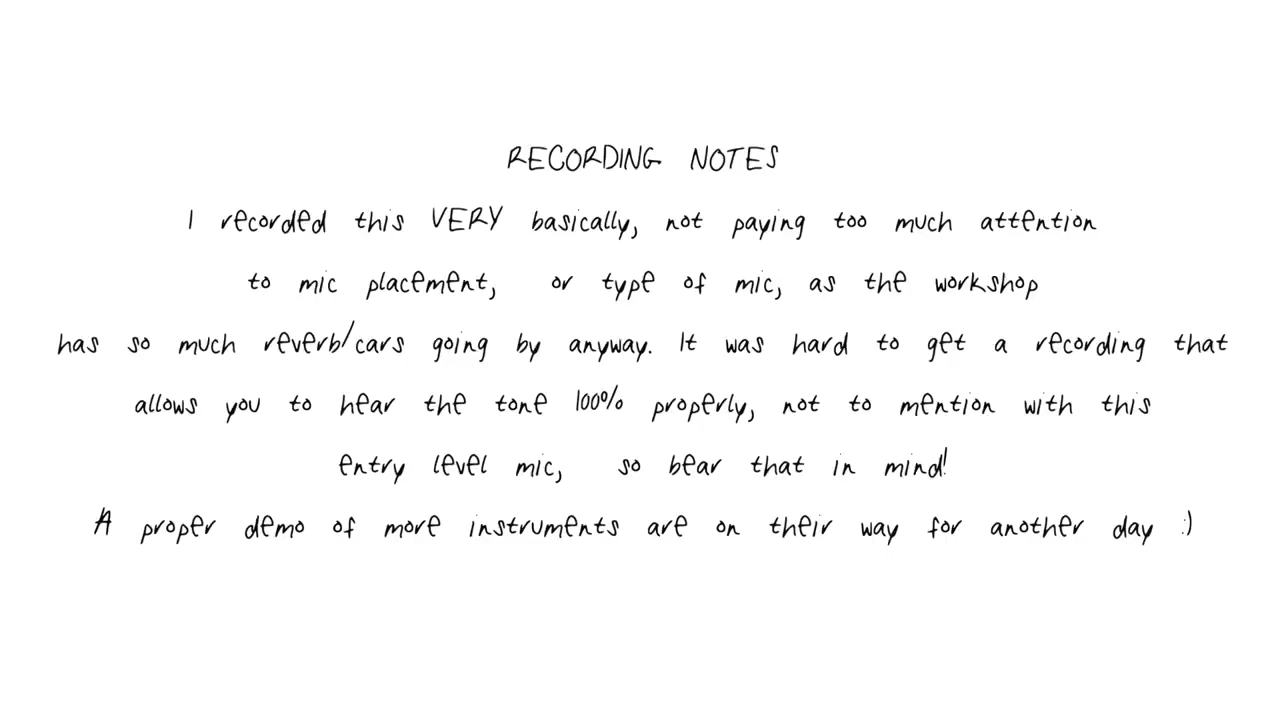 RECORDING NOTES
I recorded this VERY basically, not paying too much attention
to mic placement, or type of mic, as the workshop
has so much reverb/cars going by anyway. It was hard to get a recording that
allows you to hear the tone 100% properly, not to mention with this
entry level mic, so bear that in mind!
A proper demo of more instruments are on their way for another day :)